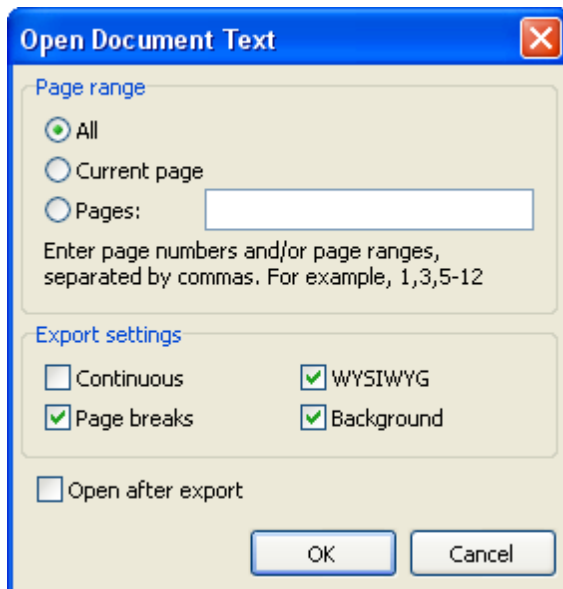 Open Document Text
Page range
All
Current page
Pages:
Enter page numbers and/or page ranges,
separated by commas. For example, 1,3,5-12
Export settings
Continuous WYSIWYG
Page breaks Background
Open after export
OK Cancel